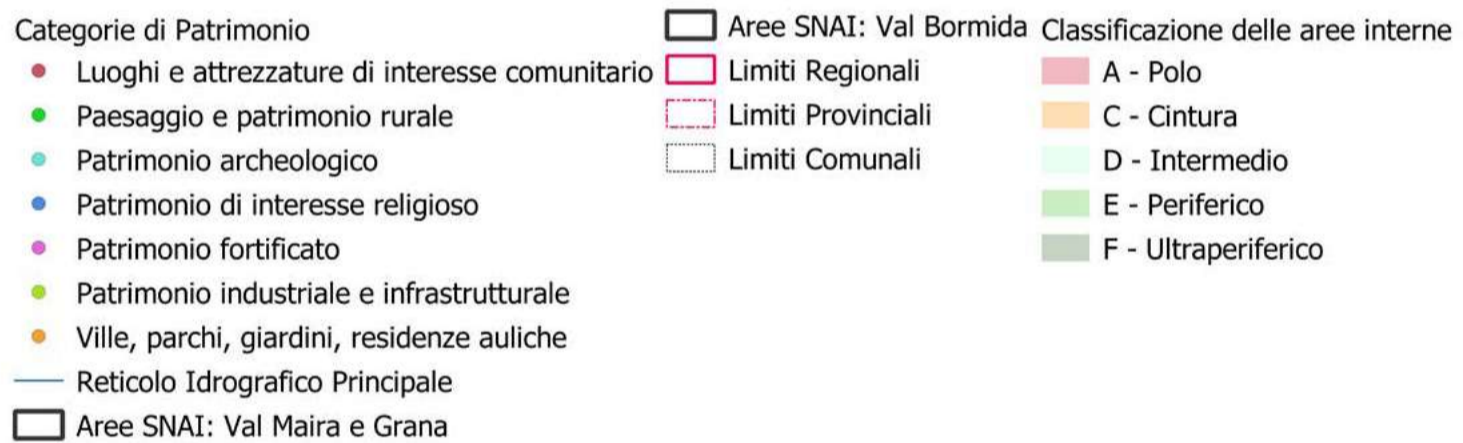 Categorie di Patrimonio
Luoghi e attrezzature di interesse comunitario
Paesaggio e patrimonio rurale
Patrimonio archeologico
Patrimonio di interesse religioso
Patrimonio fortificato
Patrimonio industriale e infrastrutturale
Ville, parchi, giardini, residenze auliche
Reticolo Idrografico Principale
Aree SNAI: Val Maira e Grana
Aree SNAI: Val Bormida
Limiti Regionali
Limiti Provinciali
Limiti Comunali
Classificazione delle aree interne
A - Polo
C - Cintura
D - Intermedio
E - Periferico
F - Ultraperiferico